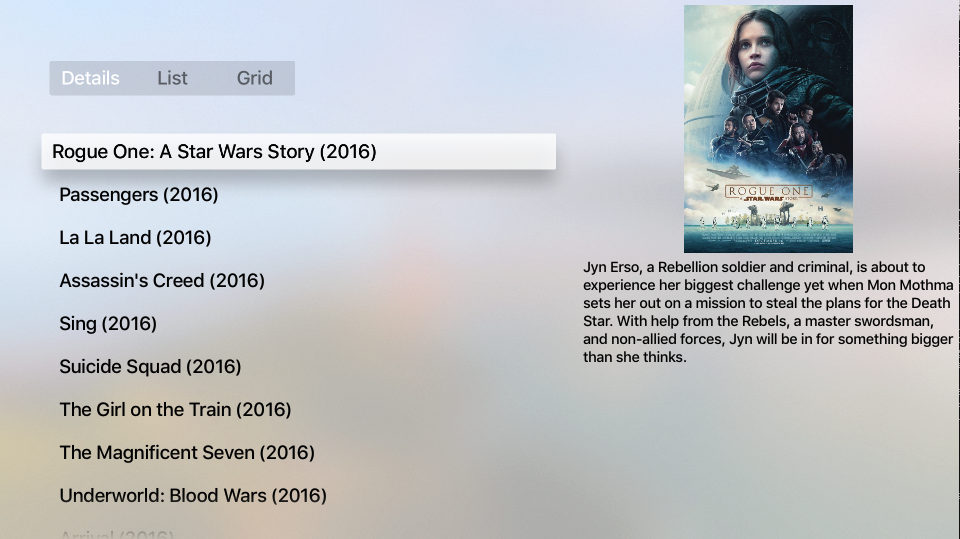 Details List Grid
Rogue One: A Star Wars Story (2016)
Passengers (2016)
La La Land (2016)
Assassin's Creed (2016)
Sing (2016)
Suicide Squad (2016)
The Girl on the Train (2016)
The Magnificent Seven (2016)
Underworld: Blood Wars (2016)
Arrival (2016)
ROGUE ONE
A STAR WARS STORY
Jyn Erso, a Rebellion soldier and criminal, is about to
experience her biggest challenge yet when Mon Mothma
sets her out on a mission to steal the plans for the Death
Star. With help from the Rebels, a master swordsman,
and non-allied forces, Jyn will be in for something bigger
than she thinks.